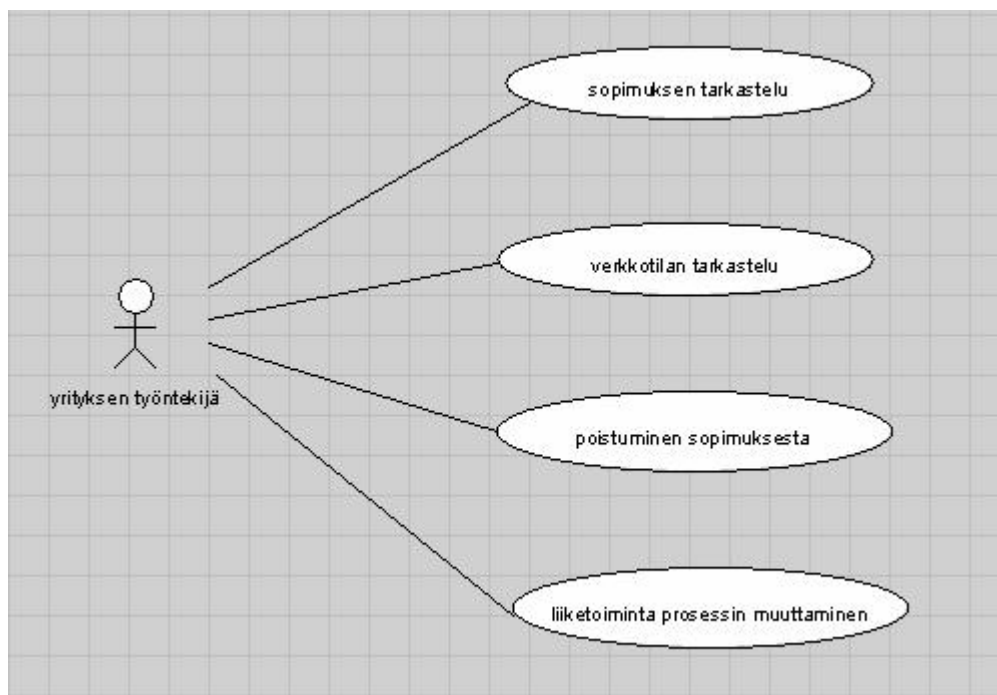 sopimuksen tarkastelu
verkkotilan tarkastelu
yrityksen työntekijä
poistuminen sopimuksesta
liiketoiminta prosessin muuttaminen